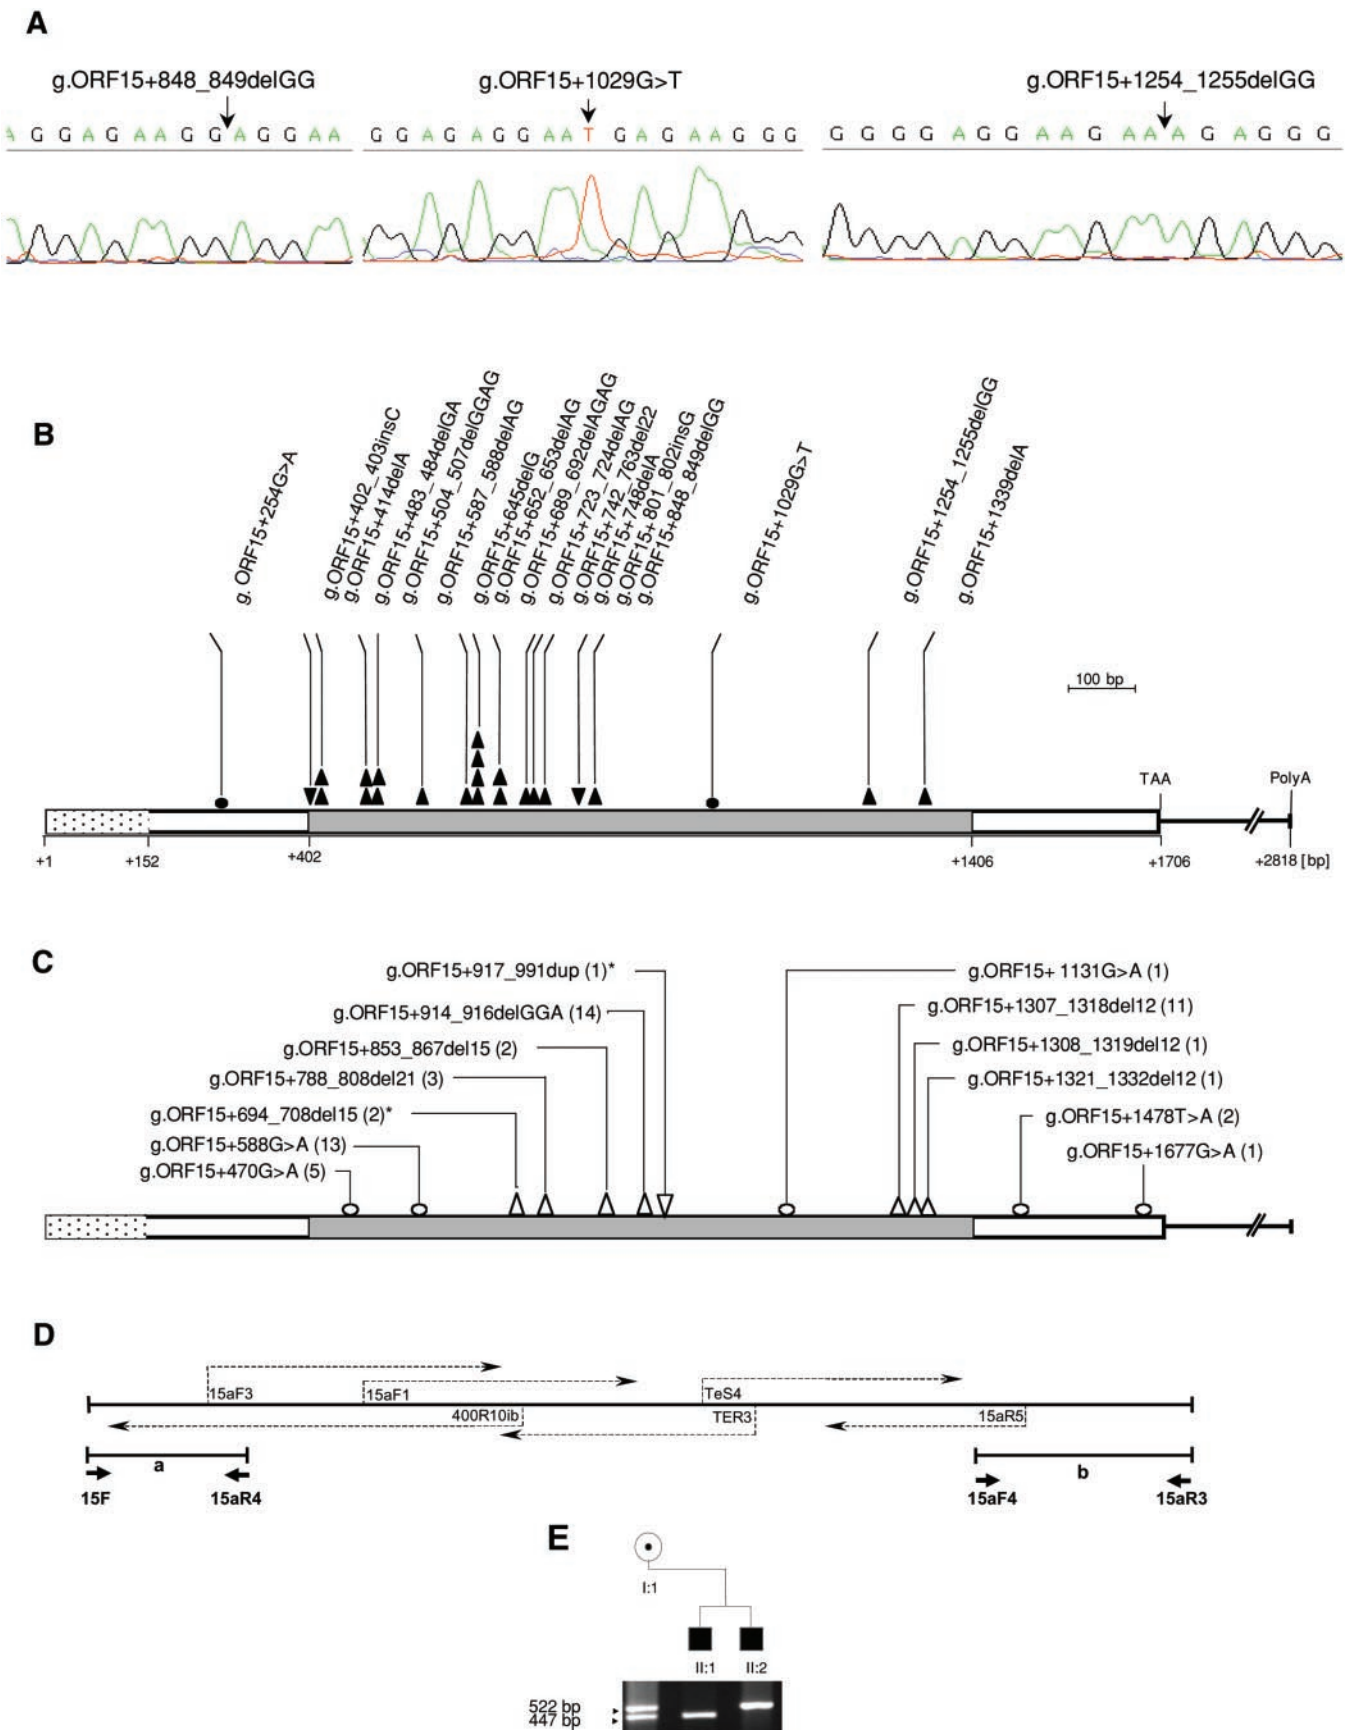 A
g.ORF15+848_849delGG
g.ORF15+1029G>T
g.ORF15+1254_1255delGG
A G G A G A A G G A G G A A
G G A G A G G A A T G A G A A G G G
G G G G A G G A A G A A A G A G G G
B
g.ORF15+254G>A
g.ORF15+402_403insC
g.ORF15+414delA
g.ORF15+483_484delGA
g.ORF15+504_507delGGAG
g.ORF15+587_588delAG
g.ORF15+645delG
g.ORF15+652_653delAG
g.ORF15+689_692delAGAG
g.ORF15+723_724delAG
g.ORF15+742_763del22
g.ORF15+748delA
g.ORF15+801_802insG
g.ORF15+848_849delGG
g.ORF15+1029G>T
g.ORF15+1254_1255delGG
g.ORF15+1339delA
100 bp
TAA
PolyA
+1
+152
+402
+1406
+1706
+2818 [bp]
C
g.ORF15+917_991dup (1)*
g.ORF15+ 1131G>A (1)
g.ORF15+914_916delGGA (14)
g.ORF15+1307_1318del12 (11)
g.ORF15+853_867del15 (2)
g.ORF15+1308_1319del12 (1)
g.ORF15+788_808del21 (3)
g.ORF15+1321_1332del12 (1)
g.ORF15+694_708del15 (2)*
g.ORF15+1478T>A (2)
g.ORF15+588G>A (13)
g.ORF15+1677G>A (1)
g.ORF15+470G>A (5)
D
15aF3
15aF1
TeS4
400R10ib
TER3
15aR5
a
b
15F
15aR4
15aF4
15aR3
E
I:1
II:1
II:2
522 bp
447 bp